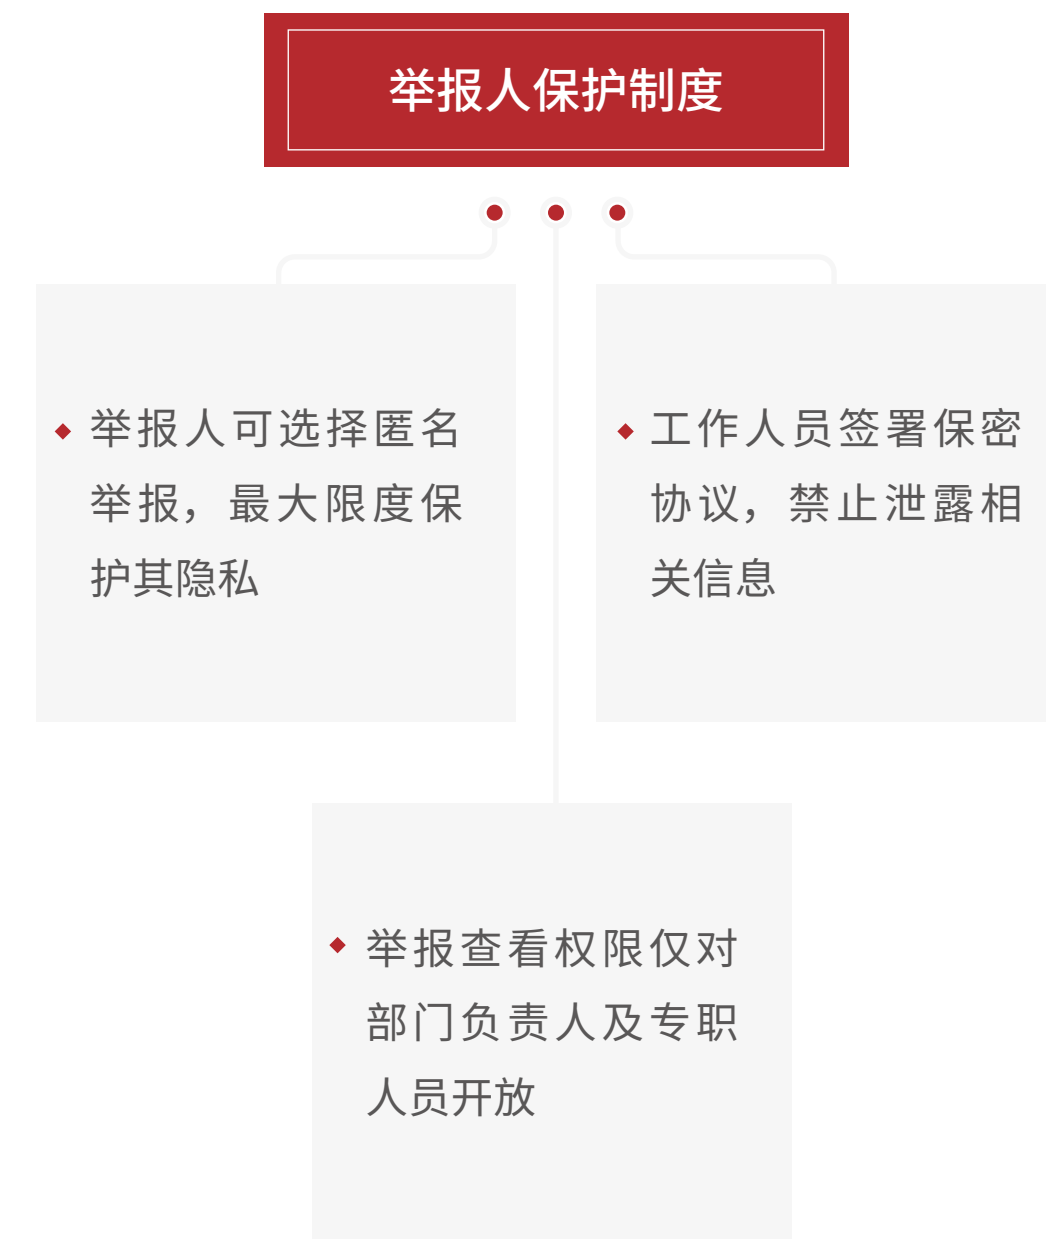 举报人保护制度
举报人可选择匿名
举报，最大限度保
护其隐私
工作人员签署保密
协议，禁止泄露相
关信息
举报查看权限仅对
部门负责人及专职
人员开放